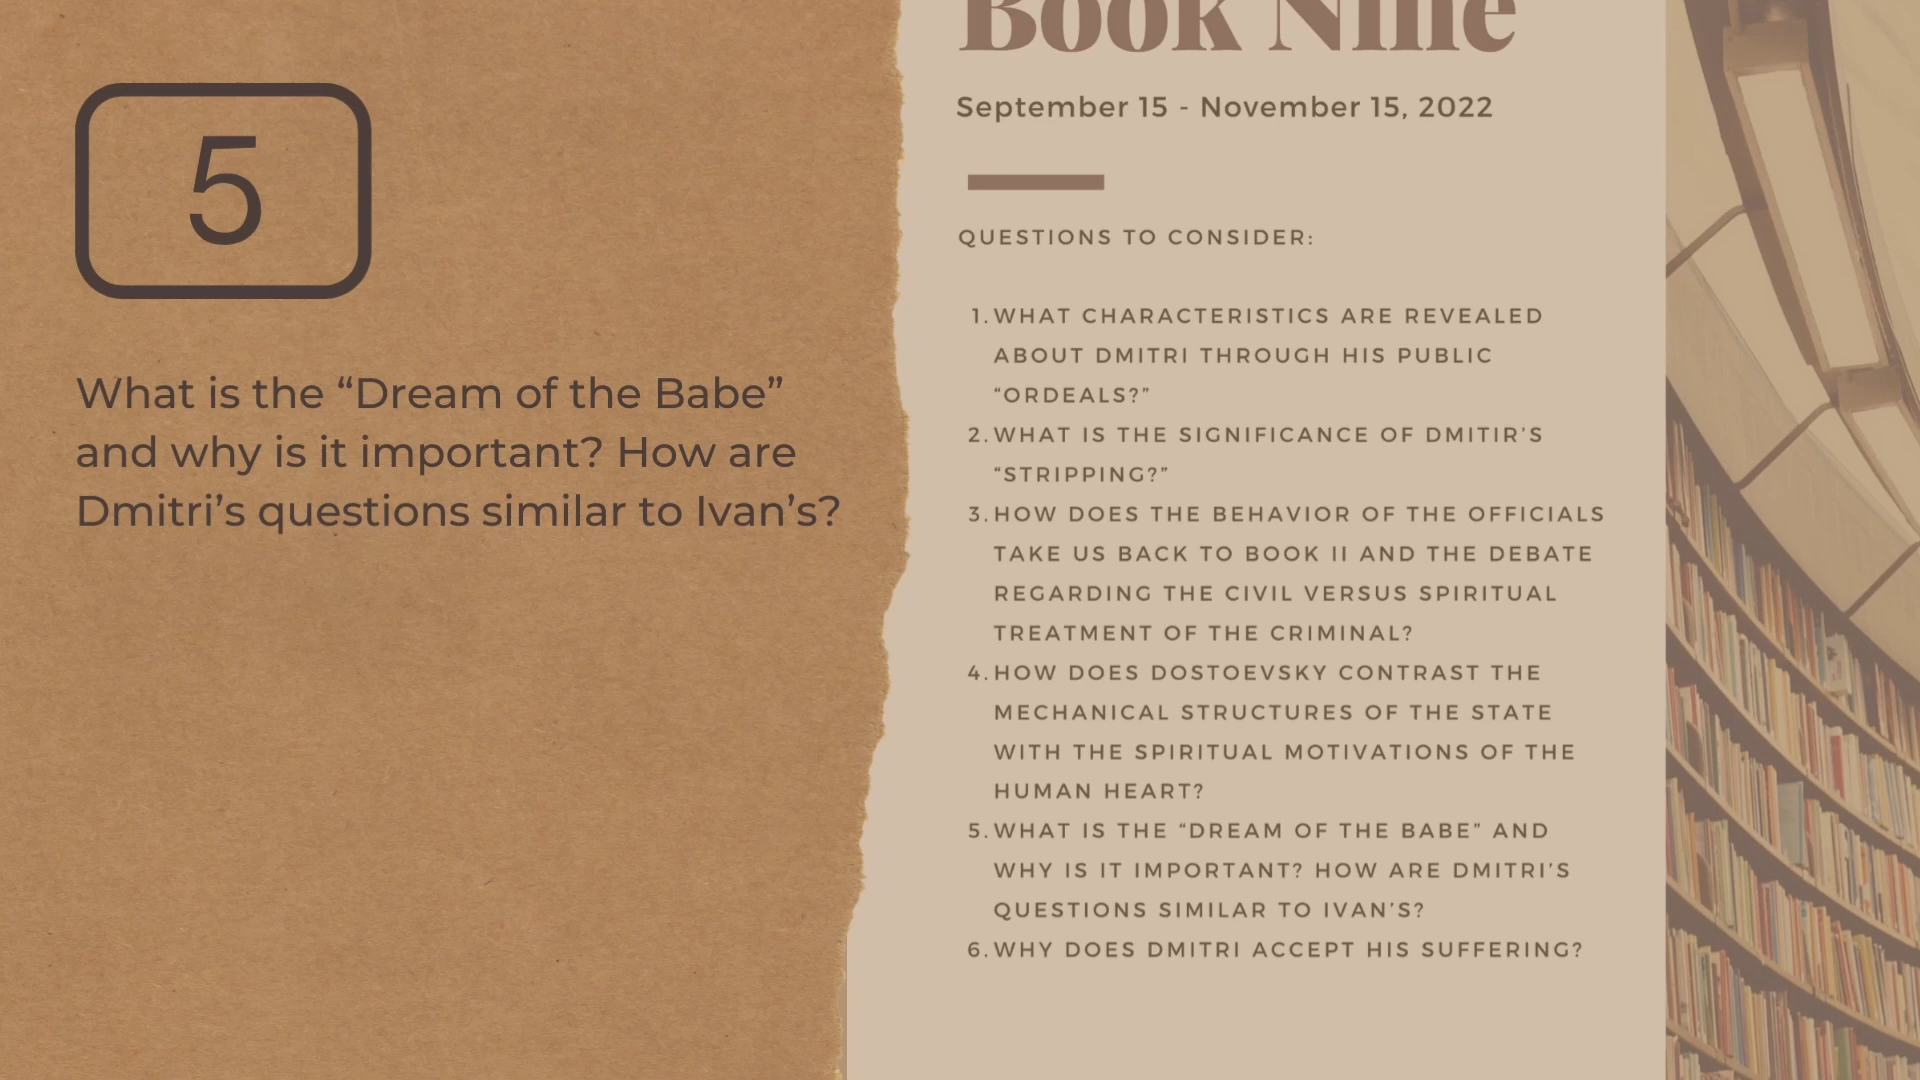 5
What is the “Dream of the Babe”
and why is it important? How are
Dmitri’s questions similar to Ivan’s?
Book Nine
September 15 - November 15, 2022
QUESTIONS TO CONSIDER:
1. WHAT CHARACTERISTICS ARE REVEALED
ABOUT DMITRI THROUGH HIS PUBLIC
“ORDEALS?”
2. WHAT IS THE SIGNIFICANCE OF DMITIR’S
“STRIPPING?”
3. HOW DOES THE BEHAVIOR OF THE OFFICIALS
TAKE US BACK TO BOOK II AND THE DEBATE
REGARDING THE CIVIL VERSUS SPIRITUAL
TREATMENT OF THE CRIMINAL?
4. HOW DOES DOSTOEVSKY CONTRAST THE
MECHANICAL STRUCTURES OF THE STATE
WITH THE SPIRITUAL MOTIVATIONS OF THE
HUMAN HEART?
5. WHAT IS THE “DREAM OF THE BABE” AND
WHY IS IT IMPORTANT? HOW ARE DMITRI’S
QUESTIONS SIMILAR TO IVAN’S?
6. WHY DOES DMITRI ACCEPT HIS SUFFERING?